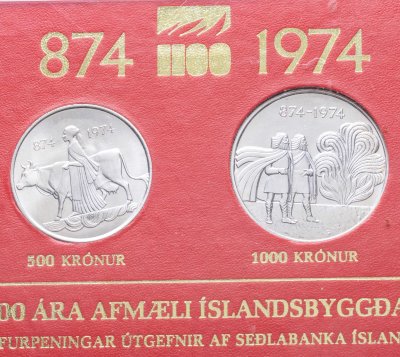 874 1100 1974
874 1974
874-1974
500 KRÓNUR
1000 KRÓNUR
00 ÁRA AFMÆLI ÍSLANDSBYGGÐA
FURPENINGAR ÚTGEFNIR AF SEÐLABANKA ÍSLAN